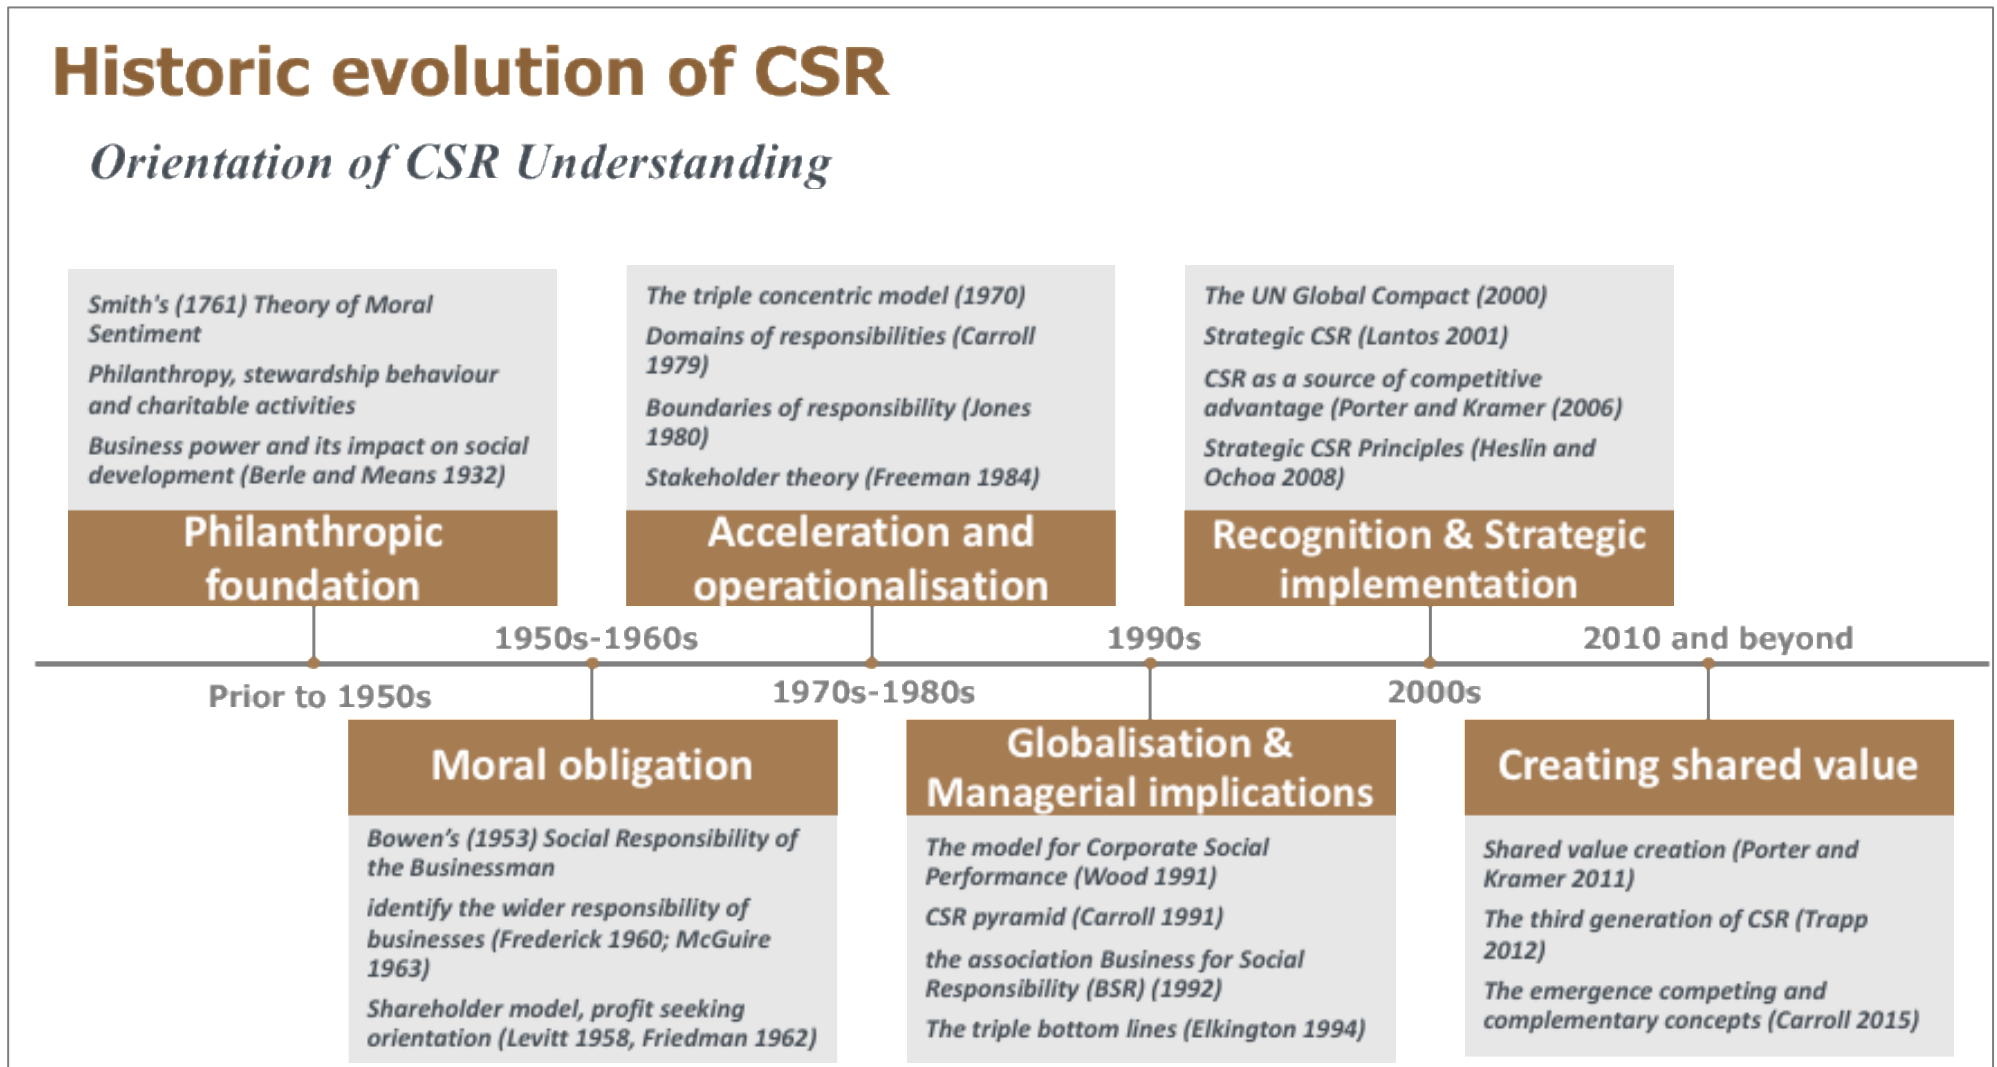 Historic evolution of CSR
Orientation of CSR Understanding
Smith's (1761) Theory of Moral
Sentiment
Philanthropy, stewardship behaviour
and charitable activities
Business power and its impact on social
development (Berle and Means 1932)
Philanthropic
foundation
The triple concentric model (1970)
Domains of responsibilities (Carroll
1979)
Boundaries of responsibility (Jones
1980)
Stakeholder theory (Freeman 1984)
Acceleration and
operationalisation
The UN Global Compact (2000)
Strategic CSR (Lantos 2001)
CSR as a source of competitive
advantage (Porter and Kramer (2006)
Strategic CSR Principles (Heslin and
Ochoa 2008)
Recognition & Strategic
implementation
1950s-1960s
1990s
2010 and beyond
Prior to 1950s
1970s-1980s
2000s
Moral obligation
Bowen’s (1953) Social Responsibility of
the Businessman
identify the wider responsibility of
businesses (Frederick 1960; McGuire
1963)
Shareholder model, profit seeking
orientation (Levitt 1958, Friedman 1962)
Globalisation &
Managerial implications
The model for Corporate Social
Performance (Wood 1991)
CSR pyramid (Carroll 1991)
the association Business for Social
Responsibility (BSR) (1992)
The triple bottom lines (Elkington 1994)
Creating shared value
Shared value creation (Porter and
Kramer 2011)
The third generation of CSR (Trapp
2012)
The emergence competing and
complementary concepts (Carroll 2015)